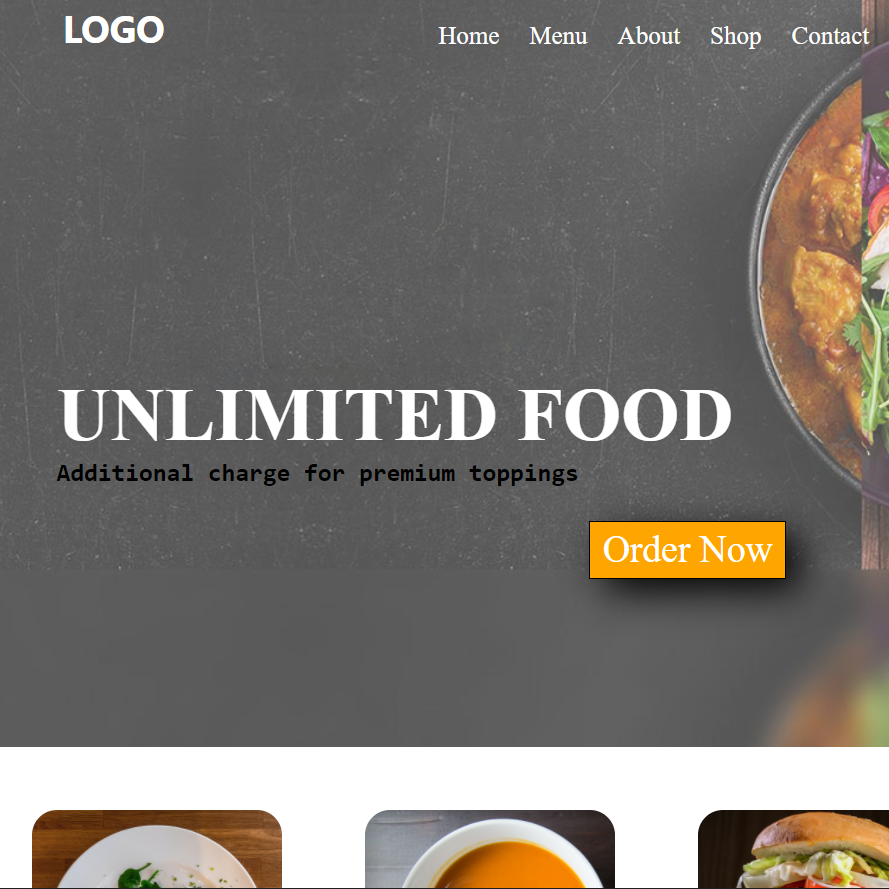 LOGO
Home Menu About Shop Contact
UNLIMITED FOOD
Additional charge for premium toppings
Order Now